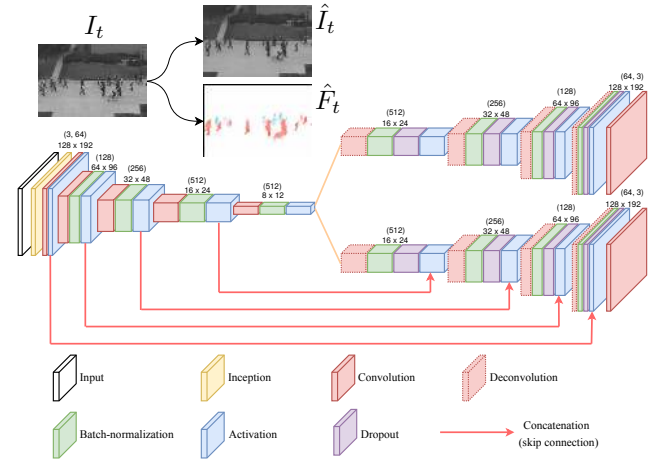 I_t
Î_t
F̂_t
(3, 64)
128 x 192
(128)
64 x 96
(256)
32 x 48
(512)
16 x 24
(512)
8 x 12
(512)
16 x 24
(256)
32 x 48
(128)
64 x 96
(64, 3)
128 x 192
(512)
16 x 24
(256)
32 x 48
(128)
64 x 96
(64, 3)
128 x 192
Input
Inception
Convolution
Deconvolution
Batch-normalization
Activation
Dropout
Concatenation
(skip connection)